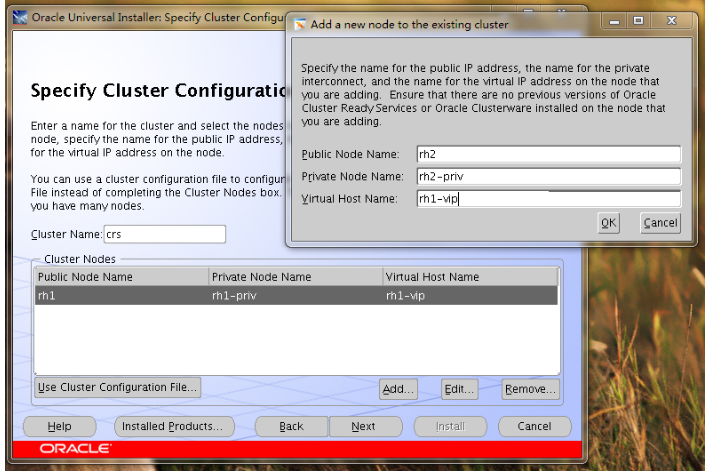 Oracle Universal Installer: Specify Cluster Configu
Add a new node to the existing cluster
Specify the name for the public IP address, the name for the private
interconnect, and the name for the virtual IP address on the node that
you are adding. Ensure that there are no previous versions of Oracle
Cluster Ready Services or Oracle Clusterware installed on the node that
you are adding.
Public Node Name: rh2
Private Node Name: rh2-priv
Virtual Host Name: rh1-vip
OK Cancel
Specify Cluster Configuratio
Enter a name for the cluster and select the nodes
node, specify the name for the public IP address,
for the virtual IP address on the node.
You can use a cluster configuration file to configur
File instead of completing the Cluster Nodes box.
you have many nodes.
Cluster Name: crs
Cluster Nodes
Public Node Name Private Node Name Virtual Host Name
rh1 rh1-priv rh1-vip
Use Cluster Configuration File... Add... Edit... Remove...
Help Installed Products... Back Next Install Cancel
ORACLE